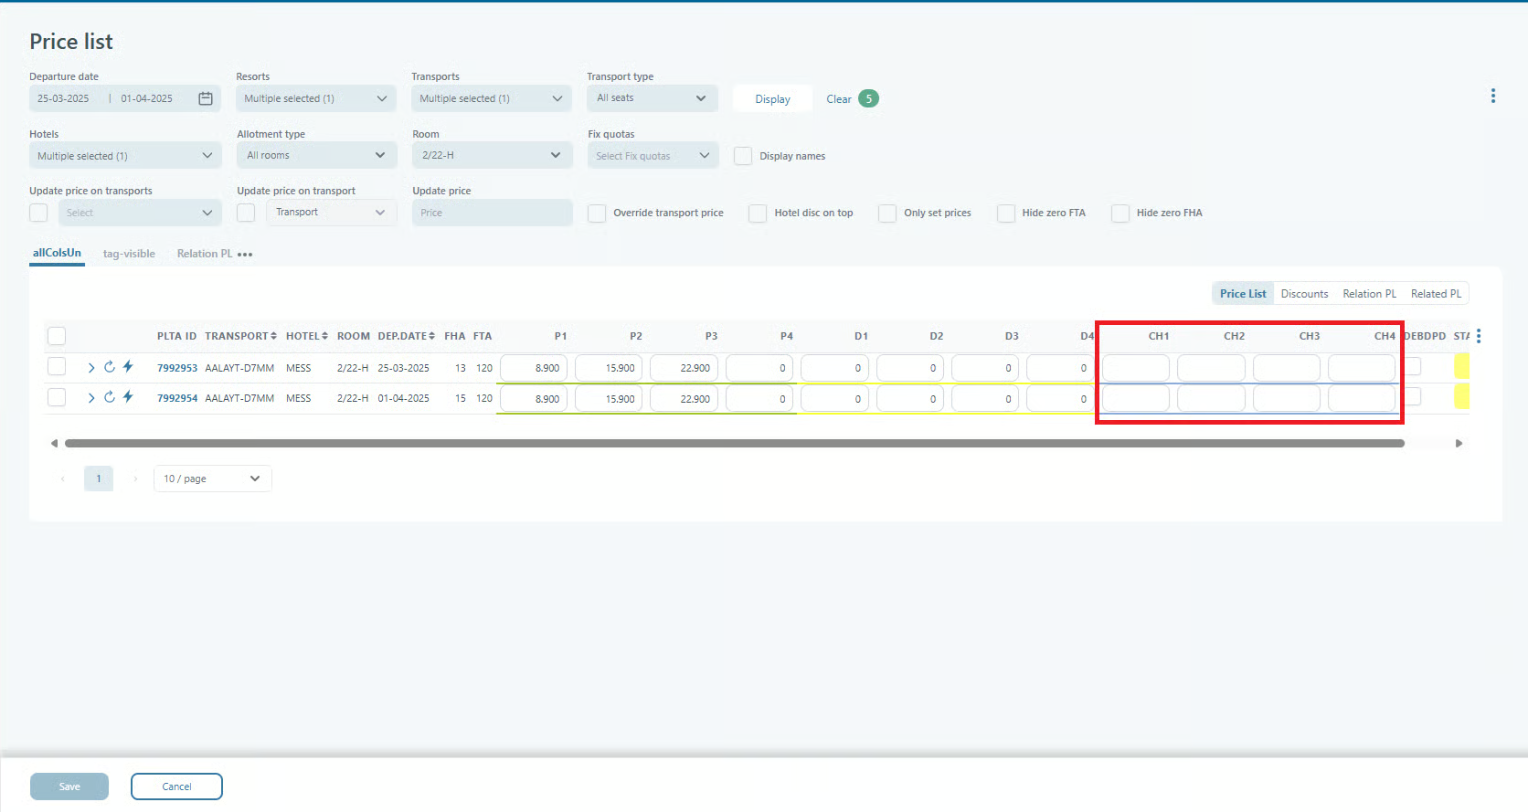 Price list
Departure date Resorts Transports Transport type
25-03-2025 | 01-04-2025 Multiple selected (1) Multiple selected (1) All seats Display Clear 5
Hotels Allotment type Room Fix quotas
Multiple selected (1) All rooms 2/22-H Select Fix quotas Display names
Update price on transports Update price on transport Update price
Select Transport Price Override transport price Hotel disc on top Only set prices Hide zero FTA Hide zero FHA
allColsUn tag-visible Relation PL •••
Price List Discounts Relation PL Related PL
PLTA ID TRANSPORT HOTEL ROOM DEP.DATE FHA FTA P1 P2 P3 P4 D1 D2 D3 D4 CH1 CH2 CH3 CH4 DEBDPD STA
7992953 AALAYT-D7MM MESS 2/22-H 25-03-2025 13 120 8.900 15.900 22.900 0 0 0 0 0
7992954 AALAYT-D7MM MESS 2/22-H 01-04-2025 15 120 8.900 15.900 22.900 0 0 0 0 0
1 10 / page
Save Cancel